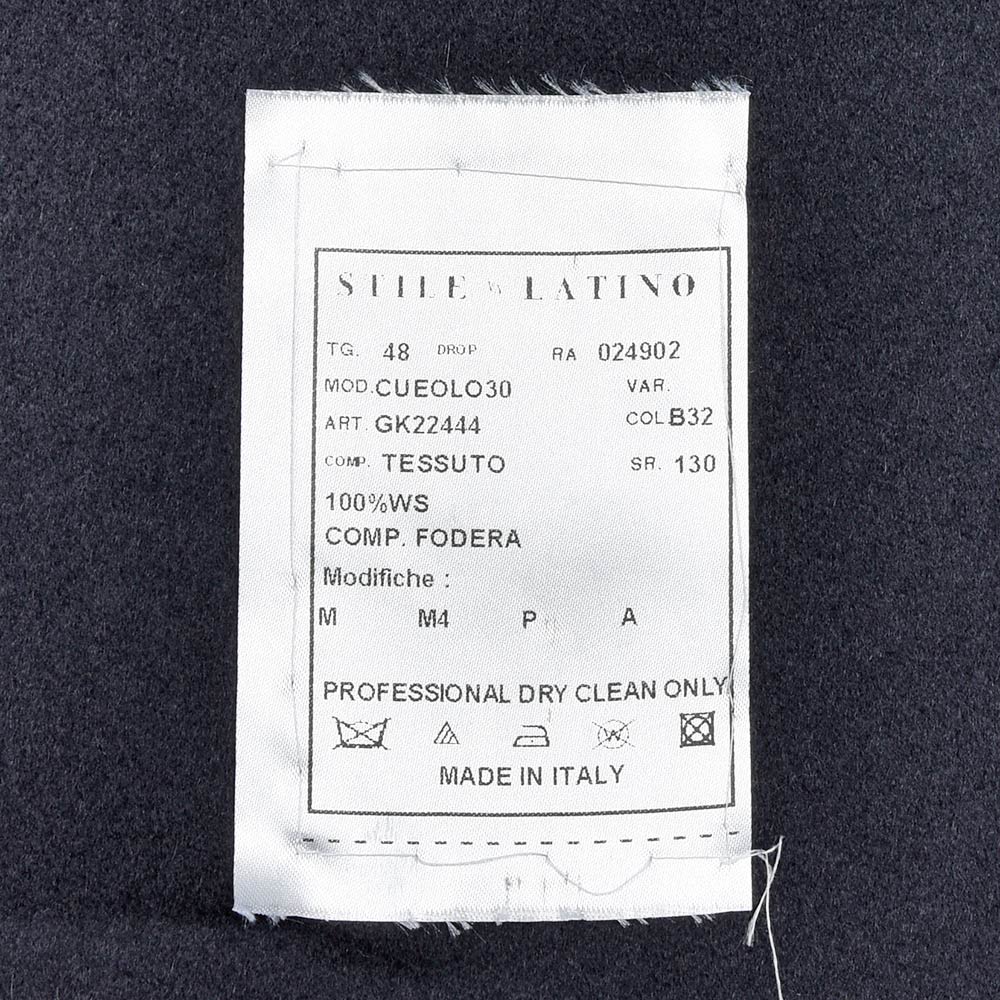 STILE LATINO
TG. 48 DROP RA 024902
MOD.CUEOLO30 VAR.
ART. GK22444 COL.B32
COMP. TESSUTO SR. 130
100%WS
COMP. FODERA
Modifiche :
M M4 P A
PROFESSIONAL DRY CLEAN ONLY
W
MADE IN ITALY